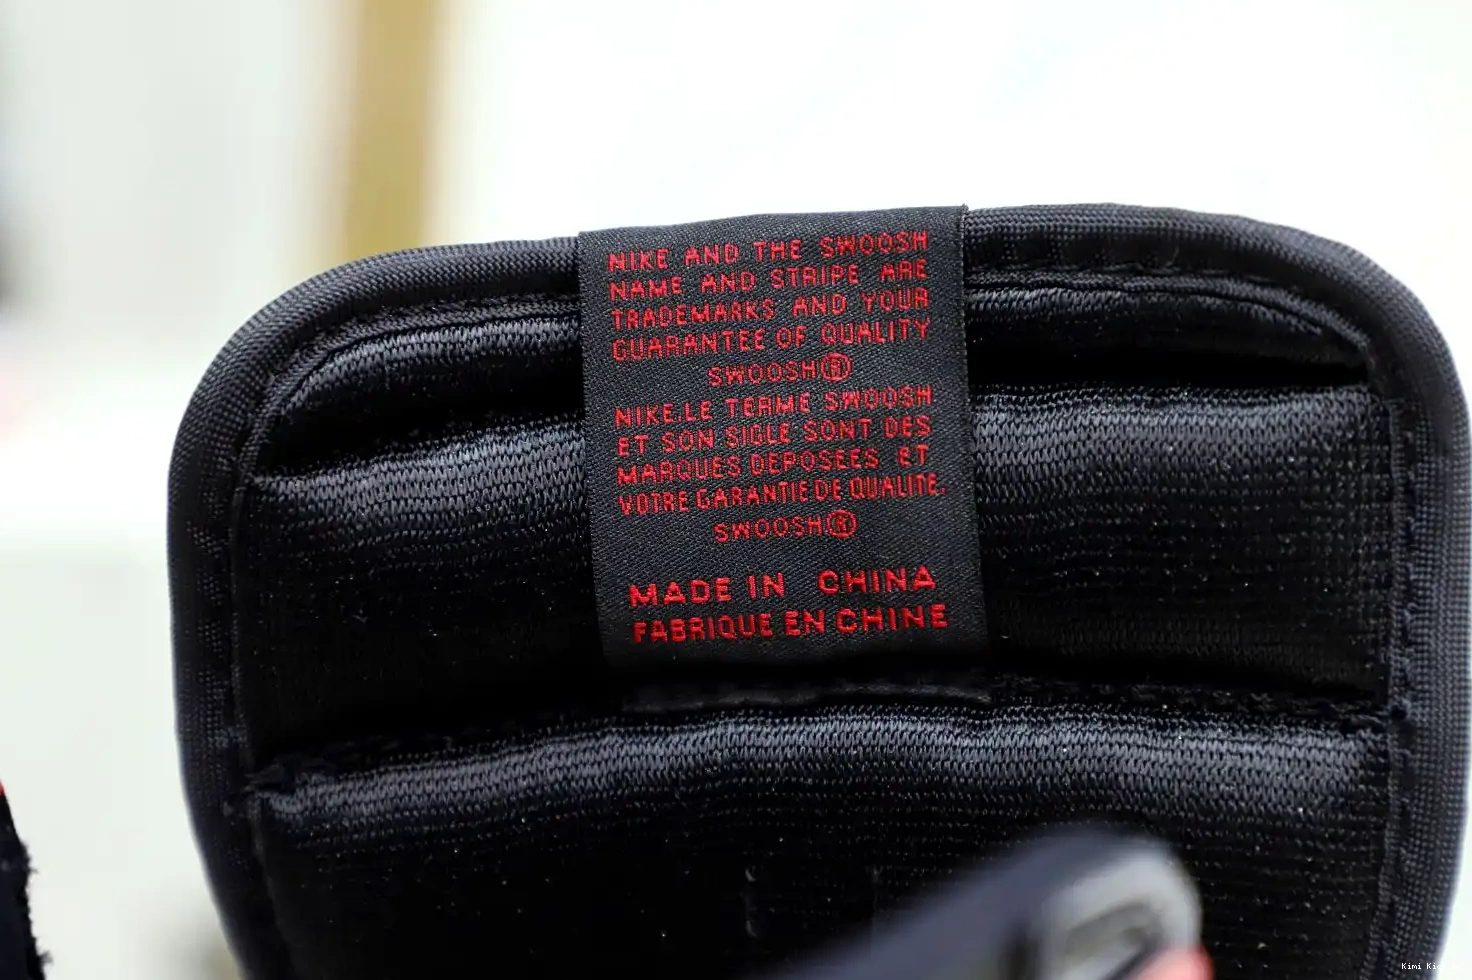 NIKE AND THE SWOOSH
NAME AND STRIPE ARE
TRADEMARKS AND YOUR
GUARANTEE OF QUALITY
SWOOSH®
NIKE.LE TERME SWOOSH
ET SON SIGLE SONT DES
MARQUES DEPOSEES ET
VOTRE GARANTIE DE QUALITE.
SWOOSH®
MADE IN CHINA
FABRIQUE EN CHINE
Kimi